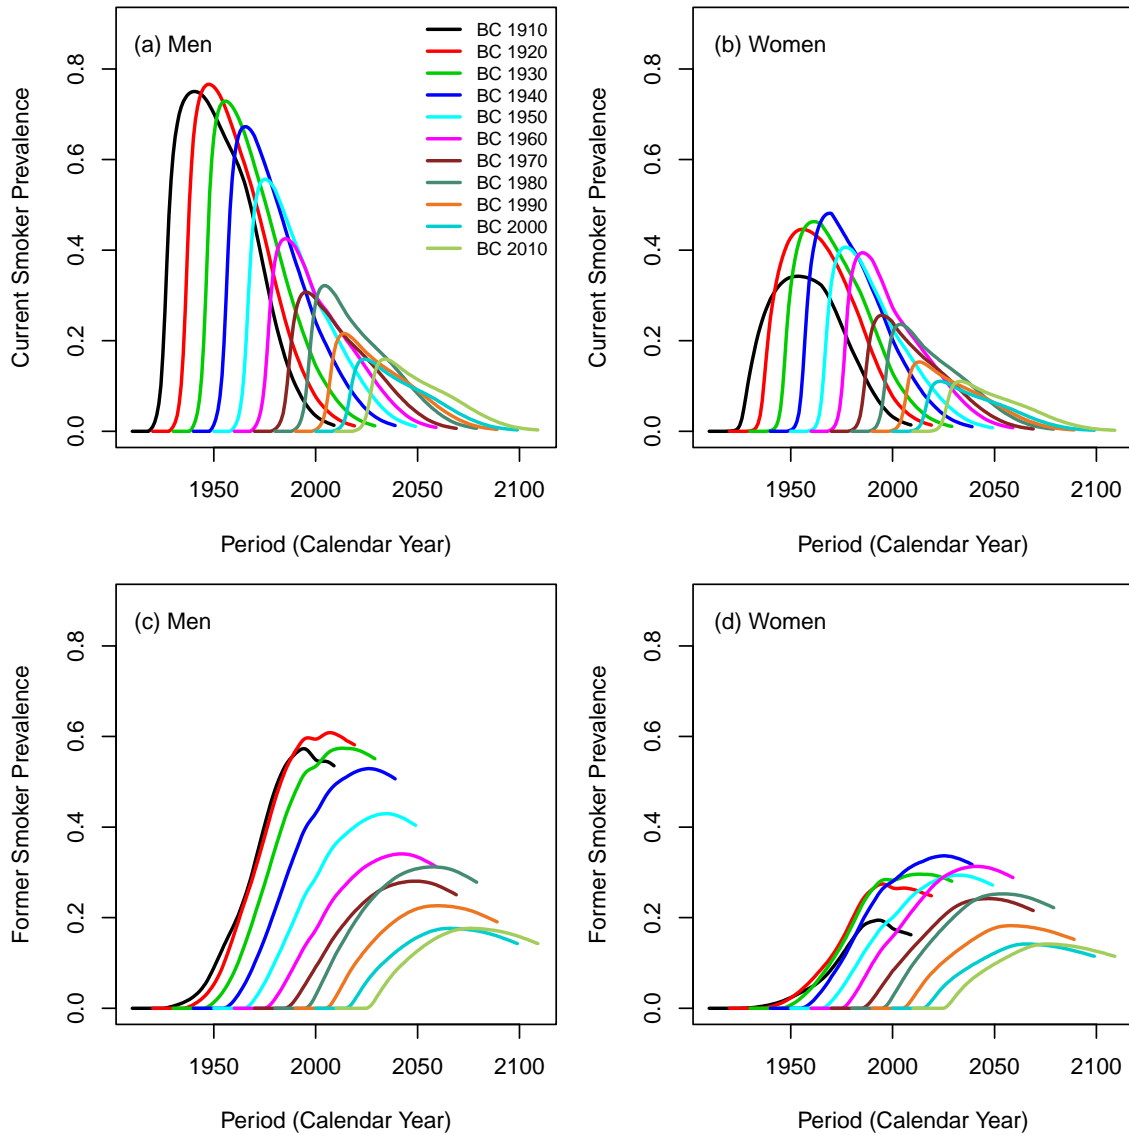 (a) Men
BC 1910
BC 1920
BC 1930
BC 1940
BC 1950
BC 1960
BC 1970
BC 1980
BC 1990
BC 2000
BC 2010
Current Smoker Prevalence
0.8
0.6
0.4
0.2
0.0
1950 2000 2050 2100
Period (Calendar Year)
(b) Women
Current Smoker Prevalence
0.8
0.6
0.4
0.2
0.0
1950 2000 2050 2100
Period (Calendar Year)
(c) Men
Former Smoker Prevalence
0.8
0.6
0.4
0.2
0.0
1950 2000 2050 2100
Period (Calendar Year)
(d) Women
Former Smoker Prevalence
0.8
0.6
0.4
0.2
0.0
1950 2000 2050 2100
Period (Calendar Year)